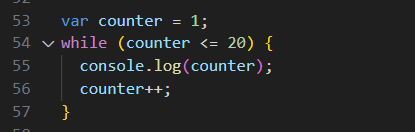 53 var counter = 1;
54 while (counter <= 20) {
55 console.log(counter);
56 counter++;
57 }